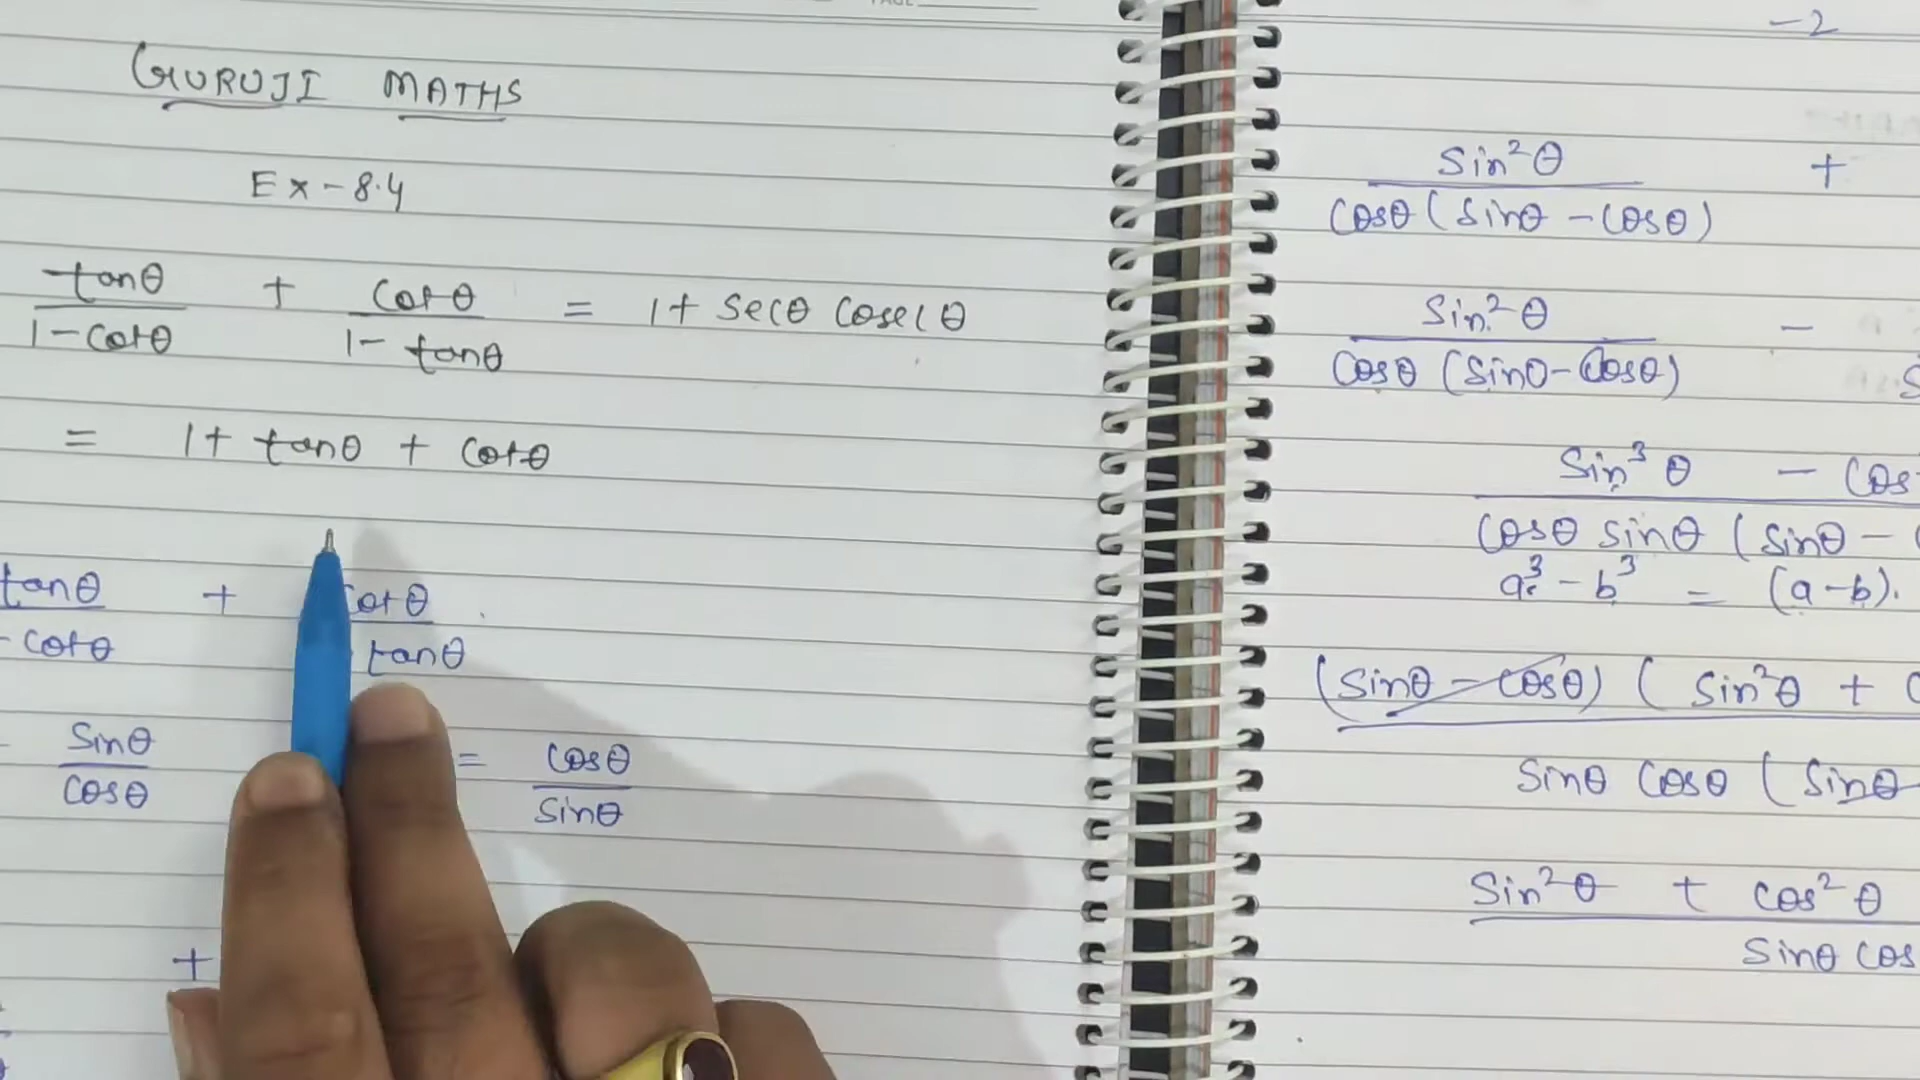 GURUJI MATHS
Ex-8.4
tanθ/1-cotθ + cotθ/1-tanθ = 1+ secθ cosecθ
= 1+ tanθ + cotθ
tanθ/-cotθ + cotθ/tanθ
sinθ/cosθ = cosθ/sinθ
+
-2
Sin²θ/cosθ(sinθ-cosθ) +
Sin²θ/cosθ(sinθ-cosθ) -
Sin³θ - cos
cosθ sinθ (sinθ -
a³ - b³ = (a-b).
(sinθ - cosθ) (sin²θ +
sinθ cosθ (sinθ
Sin²θ + cos²θ
sinθ cos